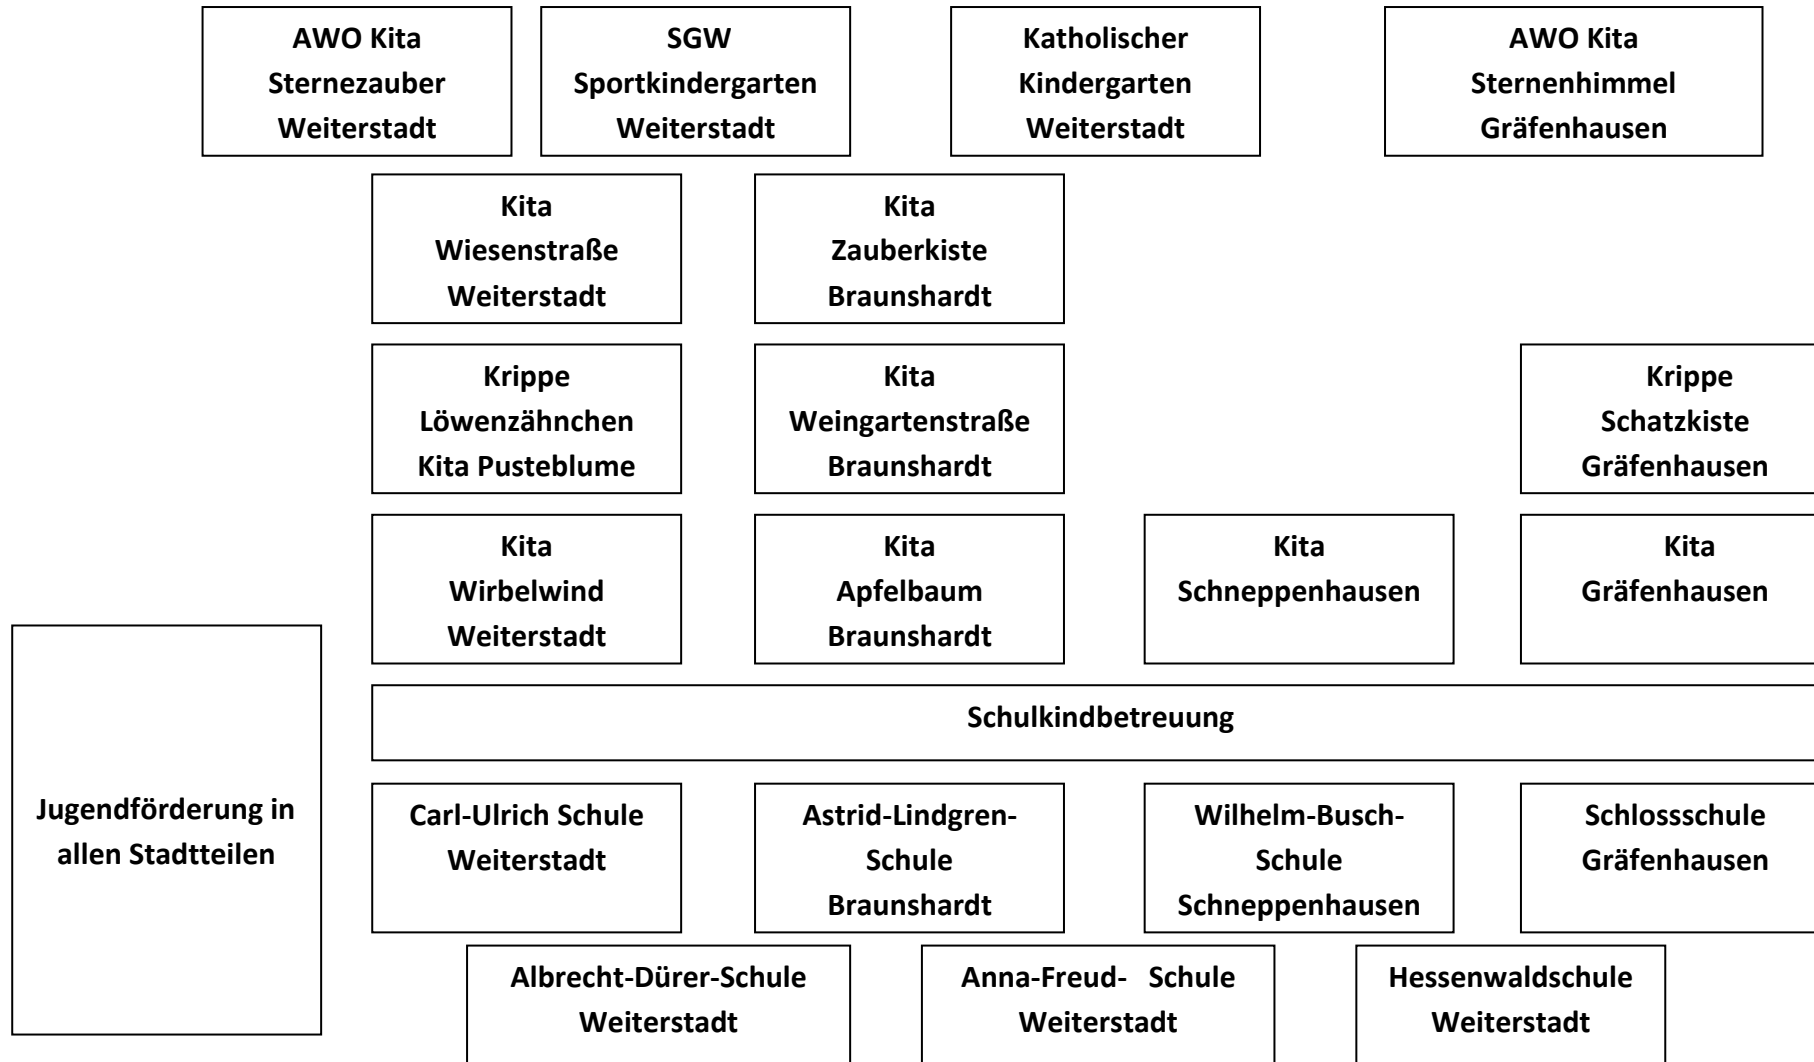 AWO Kita
Sternezauber
Weiterstadt
SGW
Sportkindergarten
Weiterstadt
Katholischer
Kindergarten
Weiterstadt
AWO Kita
Sternenhimmel
Gräfenhausen
Kita
Wiesenstraße
Weiterstadt
Kita
Zauberkiste
Braunshardt
Krippe
Löwenzähnchen
Kita Pusteblume
Kita
Weingartenstraße
Braunshardt
Krippe
Schatzkiste
Gräfenhausen
Kita
Wirbelwind
Weiterstadt
Kita
Apfelbaum
Braunshardt
Kita
Schneppenhausen
Kita
Gräfenhausen
Schulkindbetreuung
Jugendförderung in
allen Stadtteilen
Carl-Ulrich Schule
Weiterstadt
Astrid-Lindgren-
Schule
Braunshardt
Wilhelm-Busch-
Schule
Schneppenhausen
Schlossschule
Gräfenhausen
Albrecht-Dürer-Schule
Weiterstadt
Anna-Freud- Schule
Weiterstadt
Hessenwaldschule
Weiterstadt